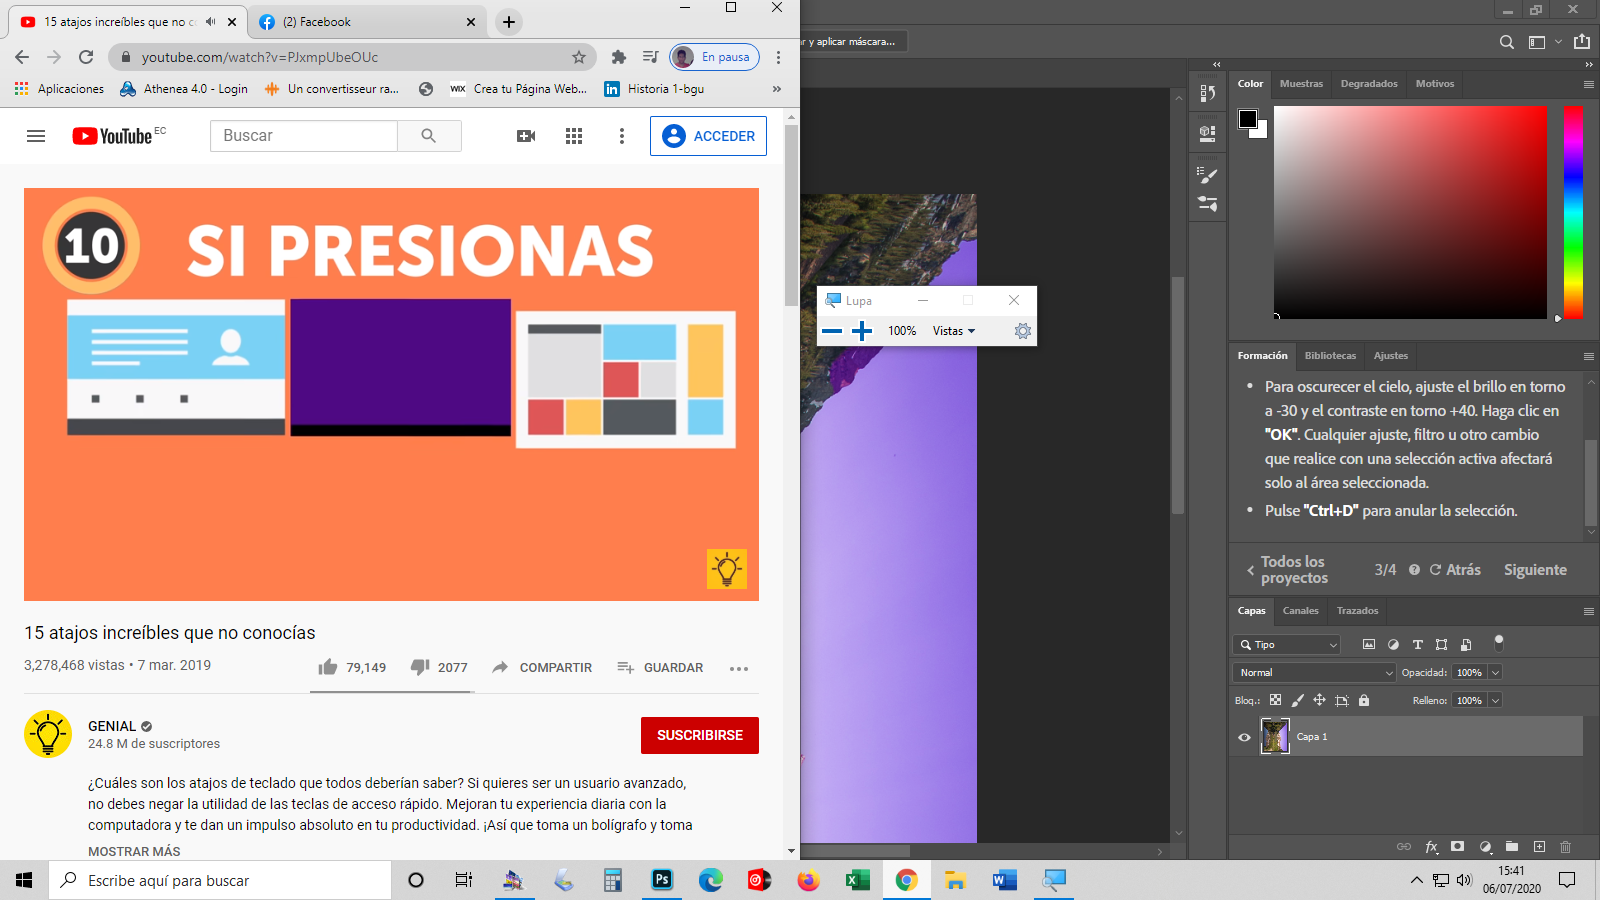 15 atajos increíbles que no co
(2) Facebook
youtube.com/watch?v=PJxmpUbeOUc
En pausa
Aplicaciones
Athenea 4.0 - Login
Un convertisseur ra...
WIX
Crea tu Página Web...
in
Historia 1-bgu
»
YouTube EC
Buscar
ACCEDER
10
SI PRESIONAS
15 atajos increíbles que no conocías
3,278,468 vistas • 7 mar. 2019
79,149
2077
COMPARTIR
GUARDAR
GENIAL
24.8 M de suscriptores
SUSCRIBIRSE
¿Cuáles son los atajos de teclado que todos deberían saber? Si quieres ser un usuario avanzado,
no debes negar la utilidad de las teclas de acceso rápido. Mejoran tu experiencia diaria con la
computadora y te dan un impulso absoluto en tu productividad. ¡Así que toma un bolígrafo y toma
MOSTRAR MÁS
ar y aplicar máscara...
Lupa
100%
Vistas
Color
Muestras
Degradados
Motivos
Formación
Bibliotecas
Ajustes
• Para oscurecer el cielo, ajuste el brillo en torno
a -30 y el contraste en torno +40. Haga clic en
"OK". Cualquier ajuste, filtro u otro cambio
que realice con una selección activa afectará
solo al área seleccionada.
• Pulse "Ctrl+D" para anular la selección.
Todos los
proyectos
3/4
Atrás
Siguiente
Capas
Canales
Trazados
Tipo
Normal
Opacidad: 100%
Bloq.:
Relleno: 100%
Capa 1
fx
Escribe aquí para buscar
Ps
15:41
06/07/2020